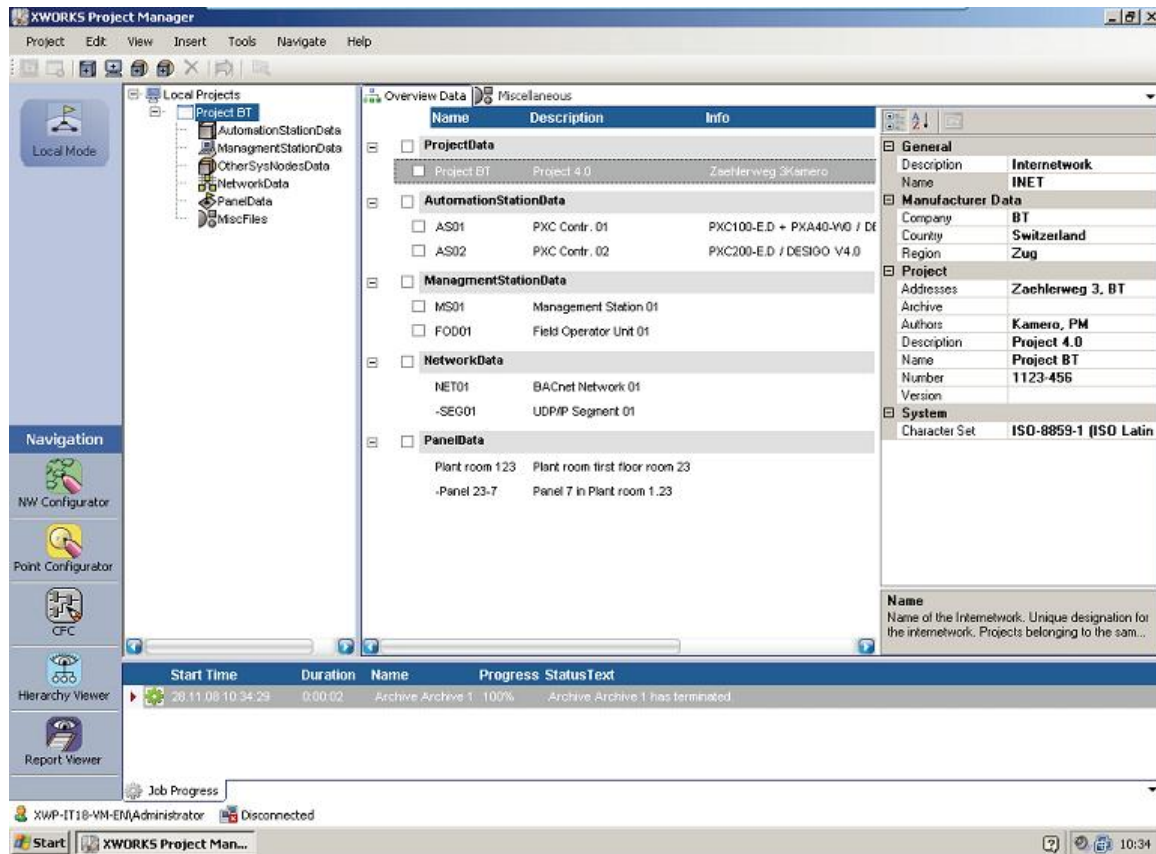 XWORKS Project Manager
Project Edit View Insert Tools Navigate Help
Local Mode
Navigation
NW Configurator
Point Configurator
CFC
Hierarchy Viewer
Report Viewer
Local Projects
Project BT
AutomationStationData
ManagmentStationData
OtherSysNodesData
NetworkData
PanelData
MiscFiles
Overview Data Miscellaneous
Name Description Info
ProjectData
Project BT Project 4.0 Zaehlerweg 3Kamero
AutomationStationData
AS01 PXC Contr. 01 PXC100-E.D + PXA40-W0 / DE
AS02 PXC Contr. 02 PXC200-E.D / DESIGO V4.0
ManagmentStationData
MS01 Management Station 01
FOD01 Field Operator Unit 01
NetworkData
NET01 BACnet Network 01
-SEG01 UDP/IP Segment 01
PanelData
Plant room 123 Plant room first floor room 23
-Panel 23-7 Panel 7 in Plant room 1.23
General
Description Internetwork
Name INET
Manufacturer Data
Company BT
Country Switzerland
Region Zug
Project
Addresses Zaehlerweg 3, BT
Archive
Authors Kamero, PM
Description Project 4.0
Name Project BT
Number 1123-456
Version
System
Character Set ISO-8859-1 (ISO Latin
Name
Name of the Internetwork. Unique designation for
the internetwork. Projects belonging to the sam...
Start Time Duration Name Progress StatusText
28.11.08 10:34:29 0:00:02 Archive Archive 1 100% Archive Archive 1 has terminated.
Job Progress
XWP-IT18-VM-EN\Administrator Disconnected
Start XWORKS Project Man... 10:34